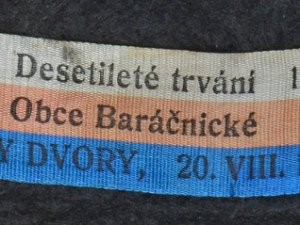 Desetileté trvání
Obce Baráčnické
DVORY, 20. VIII.